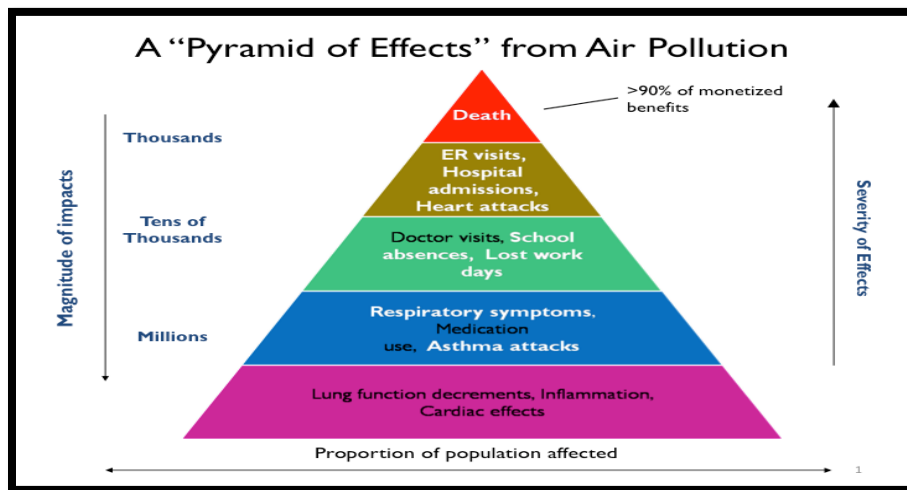 A “Pyramid of Effects” from Air Pollution
>90% of monetized
benefits
Death
Thousands
ER visits,
Hospital
admissions,
Heart attacks
Tens of
Thousands
Doctor visits, School
absences, Lost work
days
Magnitude of impacts
Severity of Effects
Respiratory symptoms,
Medication
use, Asthma attacks
Millions
Lung function decrements, Inflammation,
Cardiac effects
Proportion of population affected
1